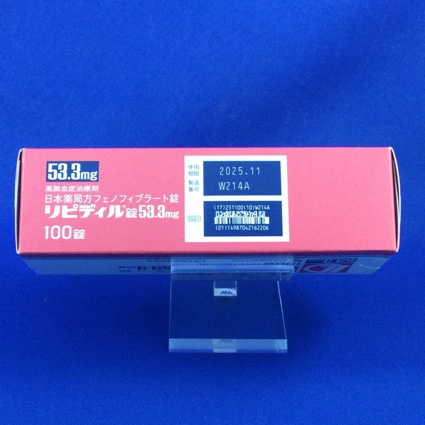 53.3mg
高脂血症治療剤
日本薬局方フェノフィブラート錠
リピディル錠53.3mg
100錠
使用期限
2025.11
製造番号
W214A
(17)251100(10)W214A
(01)14987042162206